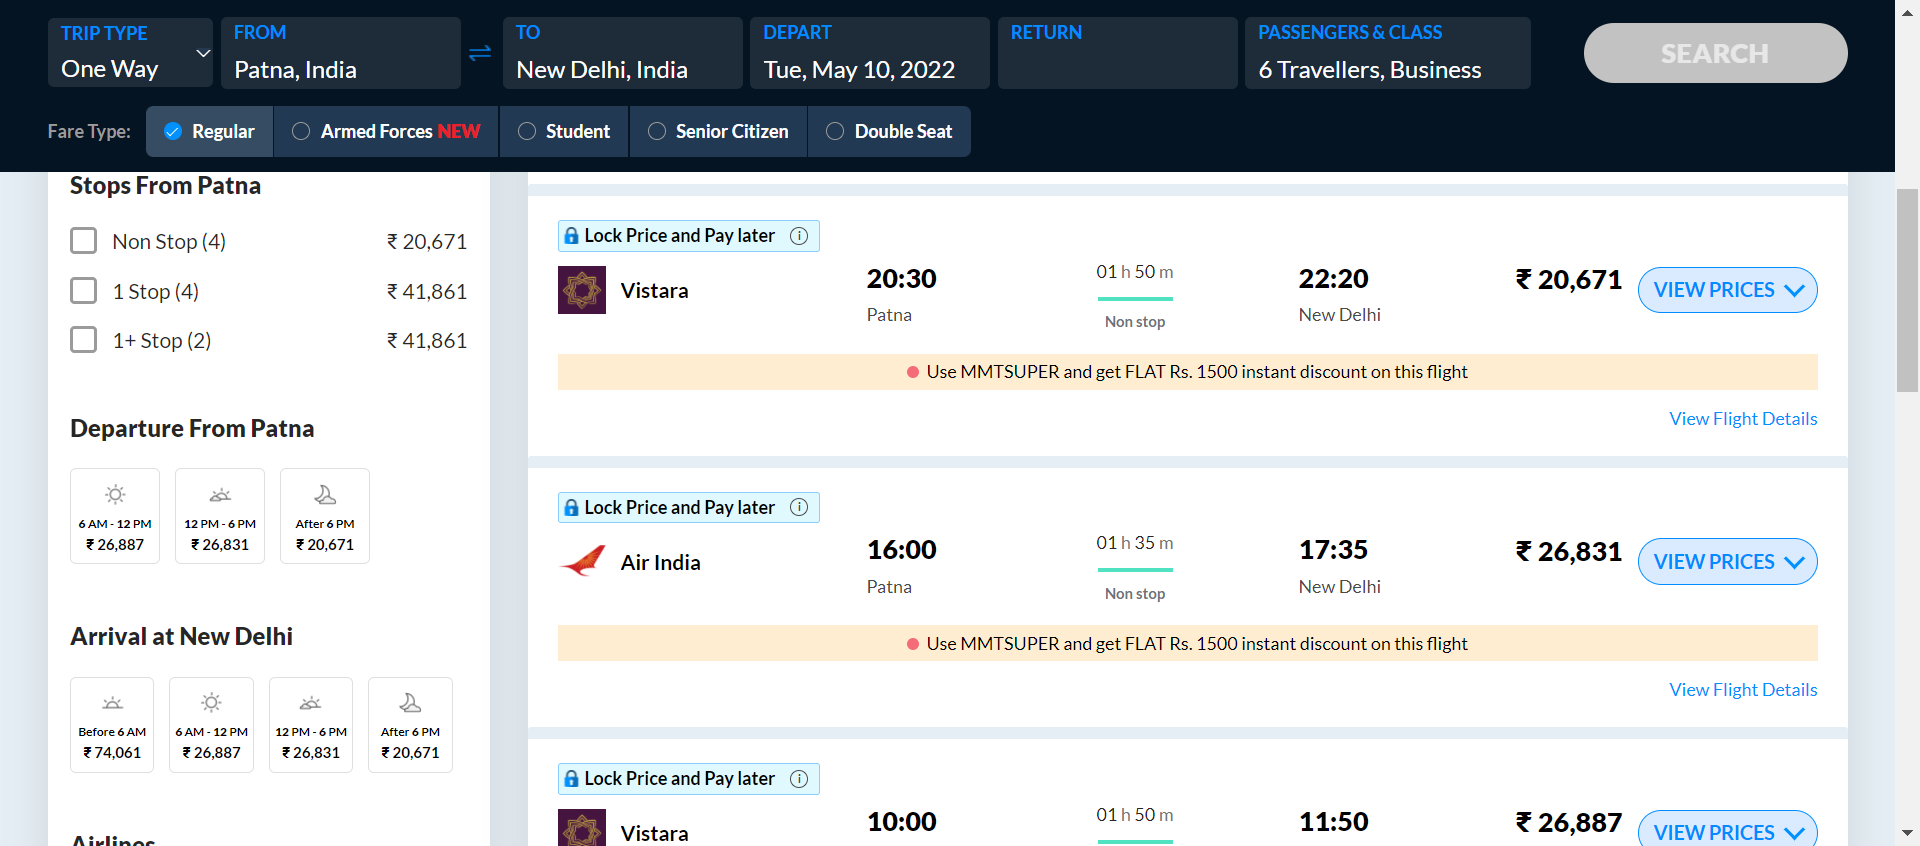 TRIP TYPE
One Way
FROM
Patna, India
TO
New Delhi, India
DEPART
Tue, May 10, 2022
RETURN
PASSENGERS & CLASS
6 Travellers, Business
SEARCH
Fare Type:
Regular
Armed Forces NEW
Student
Senior Citizen
Double Seat
Stops From Patna
Non Stop (4) ₹ 20,671
1 Stop (4) ₹ 41,861
1+ Stop (2) ₹ 41,861
Departure From Patna
6 AM - 12 PM
₹ 26,887
12 PM - 6 PM
₹ 26,831
After 6 PM
₹ 20,671
Arrival at New Delhi
Before 6 AM
₹ 74,061
6 AM - 12 PM
₹ 26,887
12 PM - 6 PM
₹ 26,831
After 6 PM
₹ 20,671
Airlines
Lock Price and Pay later
Vistara
20:30
Patna
01 h 50 m
Non stop
22:20
New Delhi
₹ 20,671
VIEW PRICES
Use MMTSUPER and get FLAT Rs. 1500 instant discount on this flight
View Flight Details
Lock Price and Pay later
Air India
16:00
Patna
01 h 35 m
Non stop
17:35
New Delhi
₹ 26,831
VIEW PRICES
Use MMTSUPER and get FLAT Rs. 1500 instant discount on this flight
View Flight Details
Lock Price and Pay later
Vistara
10:00
01 h 50 m
11:50
₹ 26,887
VIEW PRICES